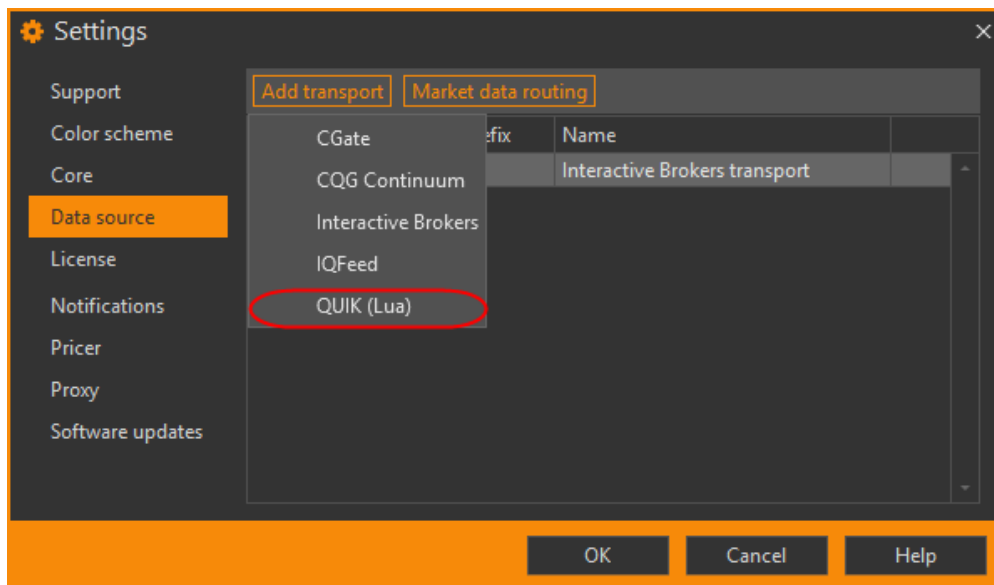 Settings
Support
Color scheme
Core
Data source
License
Notifications
Pricer
Proxy
Software updates
Add transport
Market data routing
efix
Name
Interactive Brokers transport
CGate
CQG Continuum
Interactive Brokers
IQFeed
QUIK (Lua)
OK
Cancel
Help